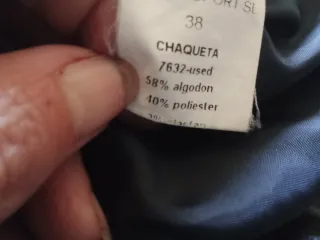 SPORT SL
38
CHAQUETA
7632-used
58% algodon
40% poliester